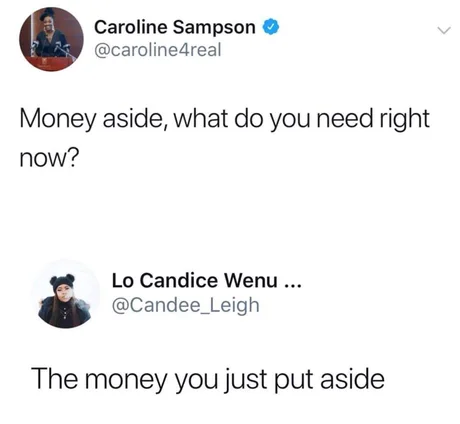 Caroline Sampson
@caroline4real
Money aside, what do you need right
now?
Lo Candice Wenu ...
@Candee_Leigh
The money you just put aside